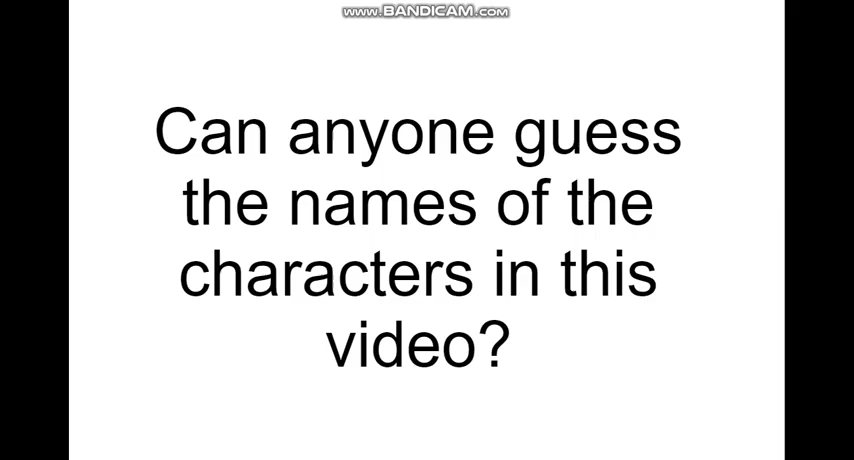 www.BANDICAM.com
Can anyone guess
the names of the
characters in this
video?